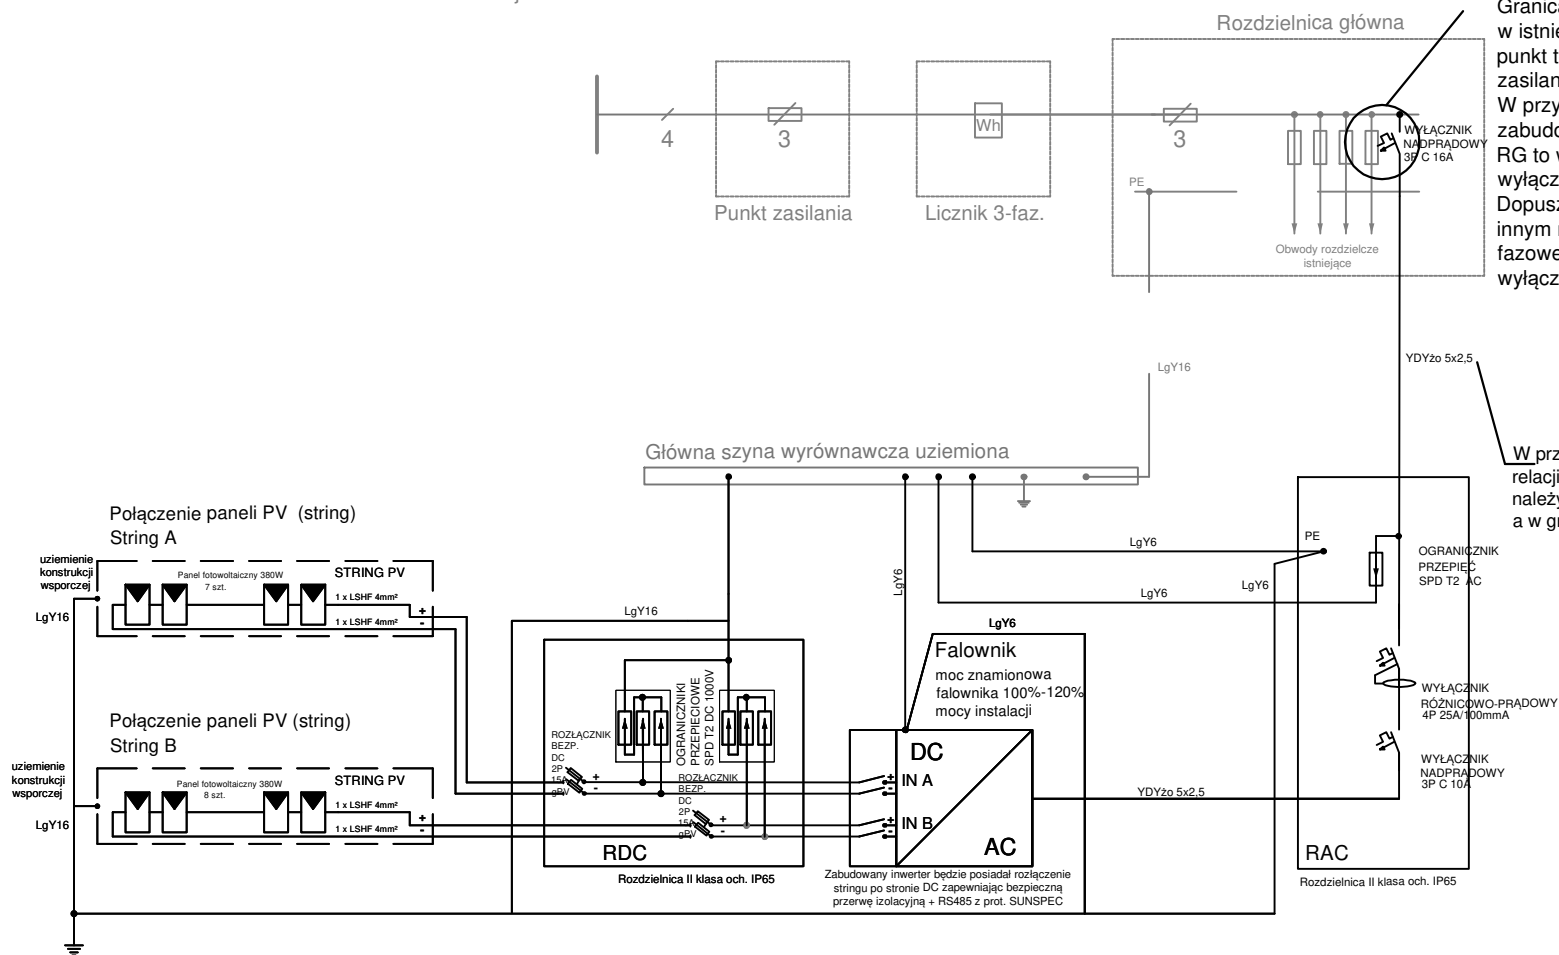 Rozdzielnica główna
w istnie
punkt t
zasilan
W przy
zabudo
RG to w
wyłącz
Dopusz
fazowe
wyłącz
4
3
Wh
3
WYŁĄCZNIK
NADPRĄDOWY
3P C 16A
PE
Punkt zasilania
Licznik 3-faz.
Obwody rozdzielcze
istniejące
LgY16
YDYżo 5x2,5
Główna szyna wyrównawcza uziemiona
W prz
relacji
należy
a w gr
Połączenie paneli PV (string)
String A
uziemienie
konstrukcji
wsporczej
LgY16
Panel fotowoltaiczny 380W
7 szt.
STRING PV
1 x LSHF 4mm²
1 x LSHF 4mm²
+
-
LgY16
LgY6
LgY6
LgY6
LgY6
LgY6
PE
OGRANICZNIK
PRZEPIĘĆ
SPD T2 AC
Falownik
moc znamionowa
falownika 100%-120%
mocy instalacji
OGRANICZNIKI
PRZEPIECIOWE
SPD T2 DC 1000V
WYŁĄCZNIK
RÓŻNICOWO-PRĄDOWY
4P 25A/100mmA
Połączenie paneli PV (string)
String B
uziemienie
konstrukcji
wsporczej
LgY16
Panel fotowoltaiczny 380W
8 szt.
STRING PV
1 x LSHF 4mm²
1 x LSHF 4mm²
+
-
ROZŁĄCZNIK
BEZP.
DC
2P
15A
gPV
+
-
ROZŁĄCZNIK
BEZP.
DC
2P
15A
gPV
+
-
RDC
Rozdzielnica II klasa och. IP65
DC
+
-
IN A
+
-
IN B
AC
Zabudowany inwerter będzie posiadał rozłączenie
stringu po stronie DC zapewniając bezpieczną
przerwę izolacyjną + RS485 z prot. SUNSPEC
YDYżo 5x2,5
WYŁĄCZNIK
NADPRĄDOWY
3P C 10A
RAC
Rozdzielnica II klasa och. IP65